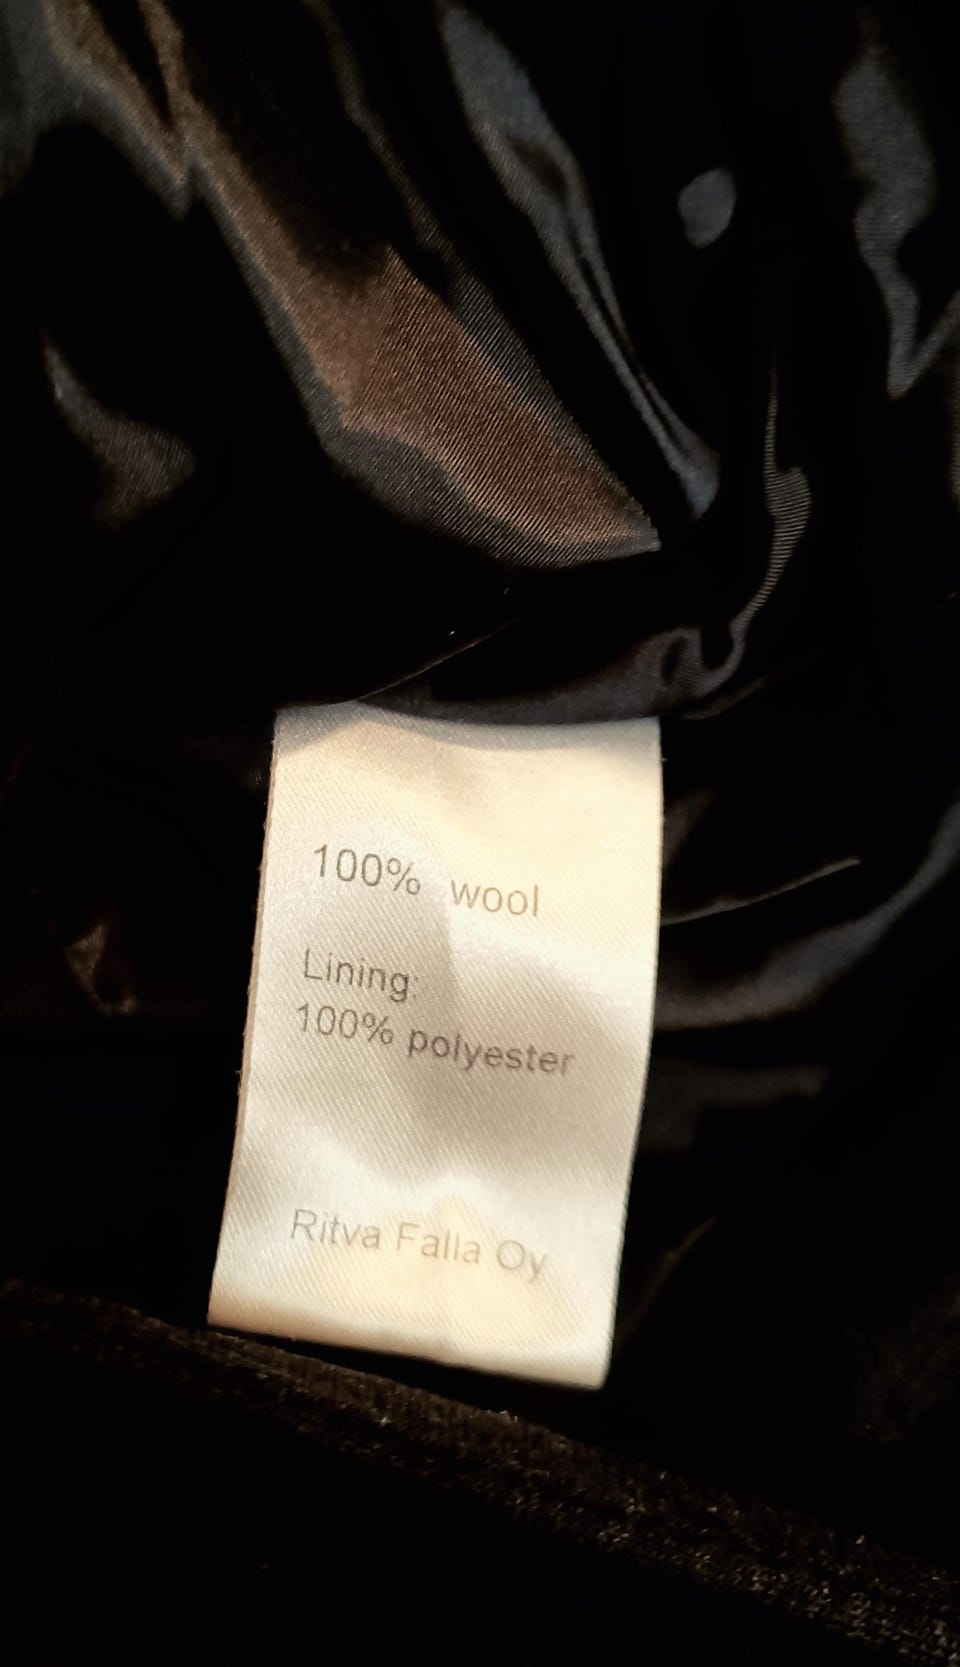 100% wool
Lining:
100% polyester
Ritva Falla Oy